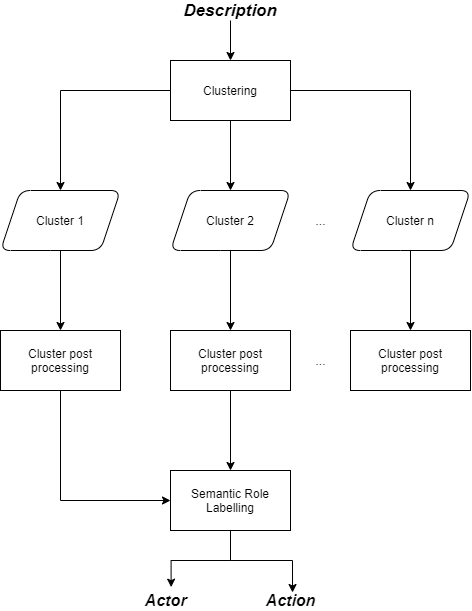 Description
Clustering
Cluster 1
Cluster 2
...
Cluster n
Cluster post
processing
Cluster post
processing
...
Cluster post
processing
Semantic Role
Labelling
Actor
Action